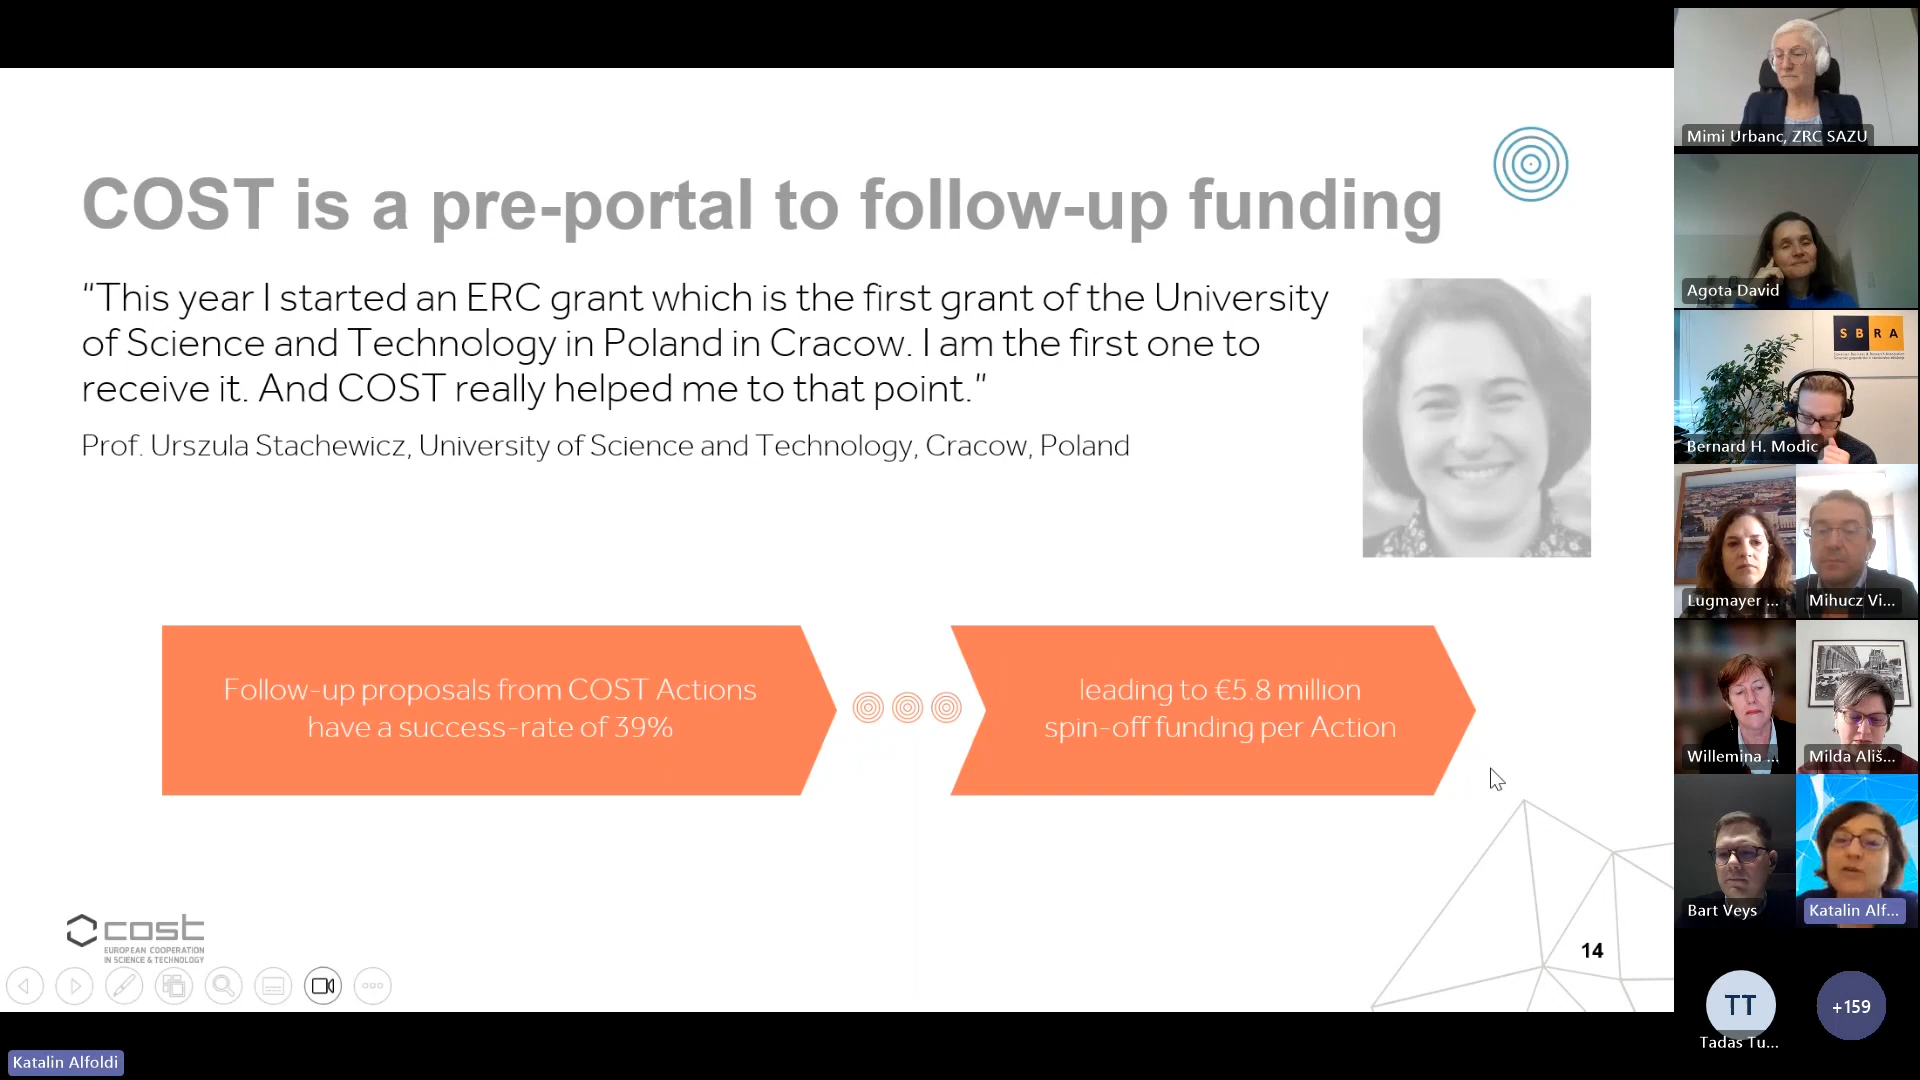 COST is a pre-portal to follow-up funding
“This year I started an ERC grant which is the first grant of the University
of Science and Technology in Poland in Cracow. I am the first one to
receive it. And COST really helped me to that point.”
Prof. Urszula Stachewicz, University of Science and Technology, Cracow, Poland
Follow-up proposals from COST Actions
have a success-rate of 39%
leading to €5.8 million
spin-off funding per Action
cost
EUROPEAN COOPERATION
IN SCIENCE & TECHNOLOGY
14
Katalin Alfoldi
Mimi Urbanc, ZRC SAZU
Agota David
SBRA
Bernard H. Modic
Lugmayer ...
Mihucz Vi...
Willemina ...
Milda Ališ...
Bart Veys
Katalin Alf...
TT
Tadas Tu...
+159